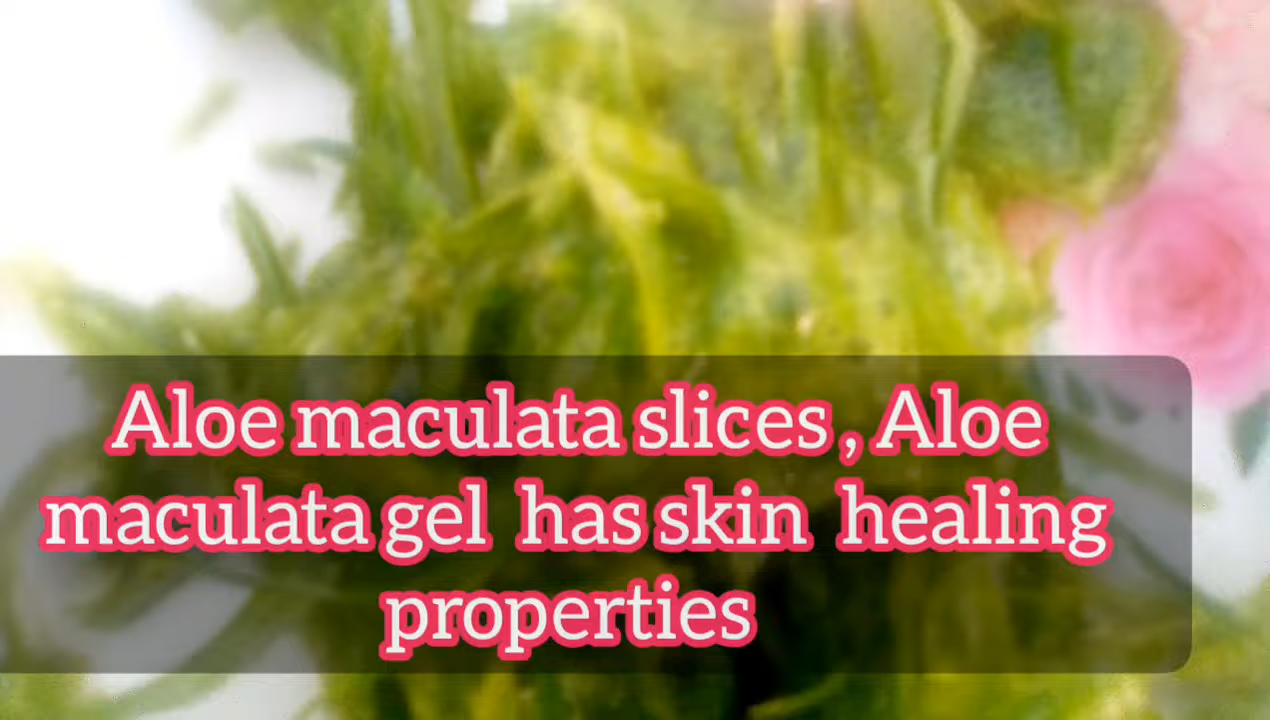 Aloe maculata slices , Aloe
maculata gel has skin healing
properties